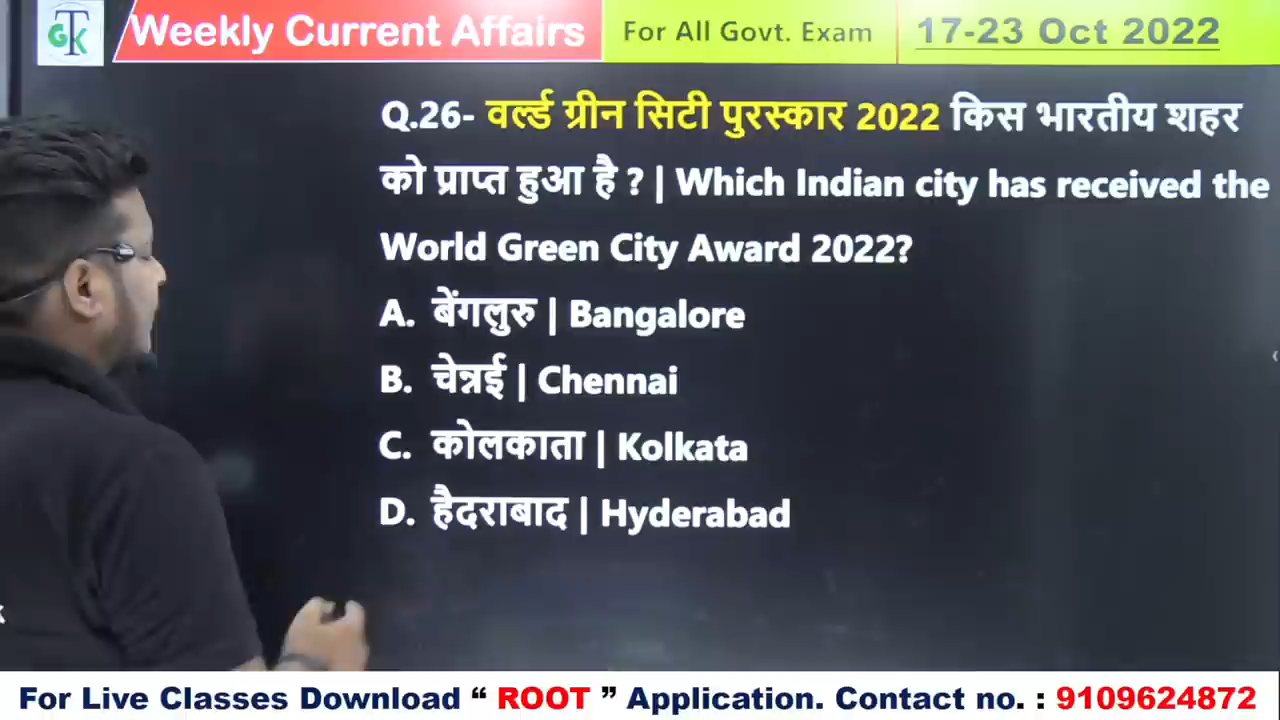 GTK
Weekly Current Affairs
For All Govt. Exam
17-23 Oct 2022
Q.26- वर्ल्ड ग्रीन सिटी पुरस्कार 2022 किस भारतीय शहर
को प्राप्त हुआ है ? | Which Indian city has received the
World Green City Award 2022?
A. बेंगलुरु | Bangalore
B. चेन्नई | Chennai
C. कोलकाता | Kolkata
D. हैदराबाद | Hyderabad
For Live Classes Download “ ROOT ” Application. Contact no. : 9109624872